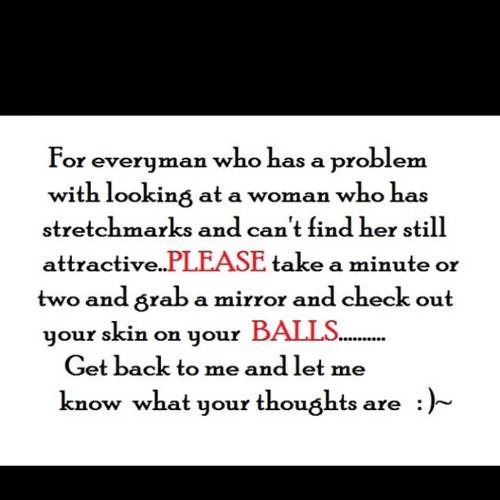 For everyman who has a problem
with looking at a woman who has
stretchmarks and can't find her still
attractive..PLEASE take a minute or
two and grab a mirror and check out
your skin on your BALLS..........
Get back to me and let me
know what your thoughts are : )~